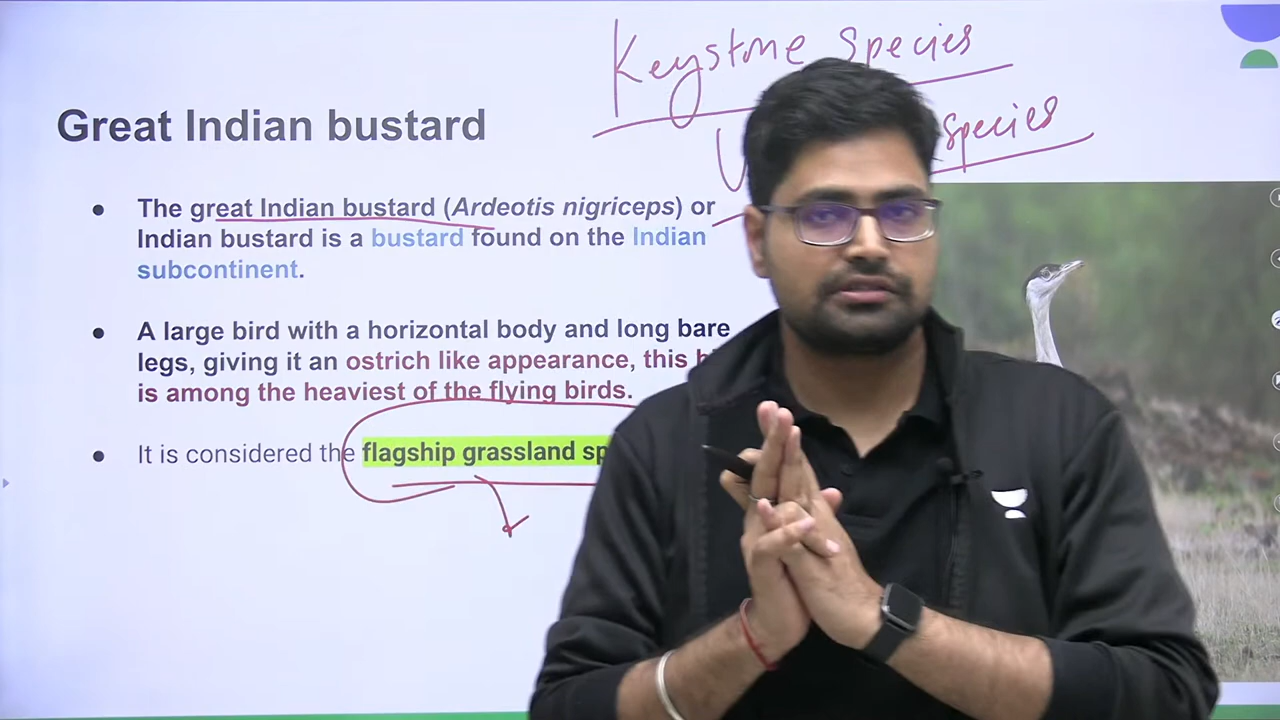 Keystone Species
species
Great Indian bustard
● The great Indian bustard (Ardeotis nigriceps) or
Indian bustard is a bustard found on the Indian
subcontinent.
● A large bird with a horizontal body and long bare
legs, giving it an ostrich like appearance, this
is among the heaviest of the flying birds.
● It is considered the flagship grassland